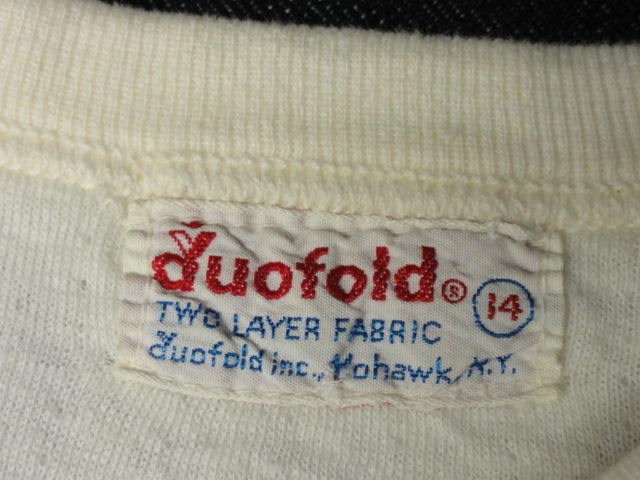 duofold® 14
TWO LAYER FABRIC
duofold inc., Mohawk, N.Y.